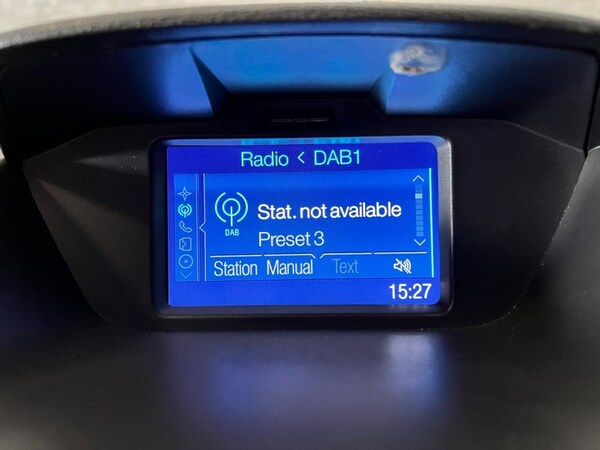 Radio < DAB1
DAB
Stat. not available
Preset 3
Station Manual Text
15:27